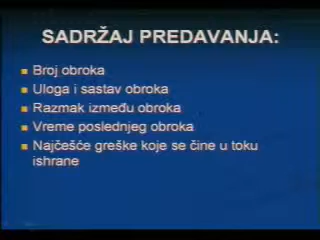 SADRŽAJ PREDAVANJA:
Broj obroka
Uloga i sastav obroka
Razmak između obroka
Vreme poslednjeg obroka
Najčešće greške koje se čine u toku
ishrane